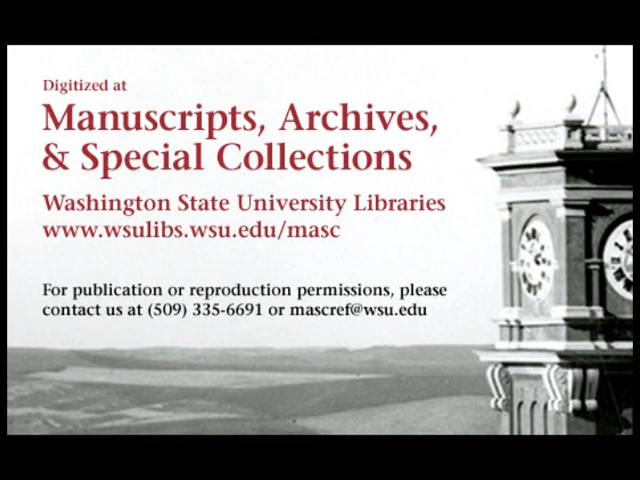 Digitized at
Manuscripts, Archives,
& Special Collections
Washington State University Libraries
www.wsulibs.wsu.edu/masc
For publication or reproduction permissions, please
contact us at (509) 335-6691 or mascref@wsu.edu